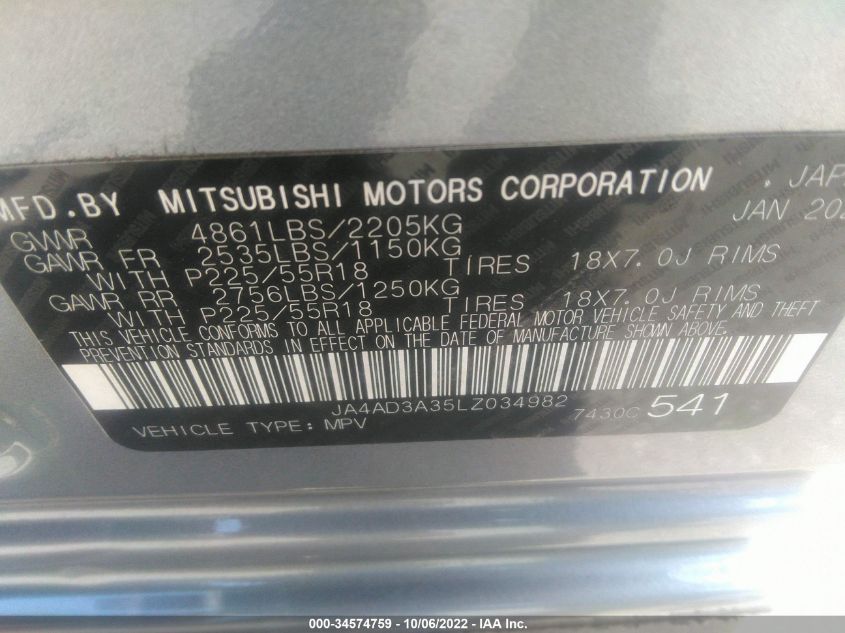 MFD.BY MITSUBISHI MOTORS CORPORATION . JAP
JAN 202
GVWR 4861LBS/2205KG
GAWR FR 2535LBS/1150KG
WITH P225/55R18 TIRES 18X7.0J RIMS
GAWR RR 2756LBS/1250KG
WITH P225/55R18 TIRES 18X7.0J RIMS
THIS VEHICLE CONFORMS TO ALL APPLICABLE FEDERAL MOTOR VEHICLE SAFETY AND THEFT
PREVENTION STANDARDS IN EFFECT ON THE DATE OF MANUFACTURE SHOWN ABOVE.
JA4AD3A35LZ034982 7430C 541
VEHICLE TYPE: MPV
000-34574759 - 10/06/2022 - IAA Inc.